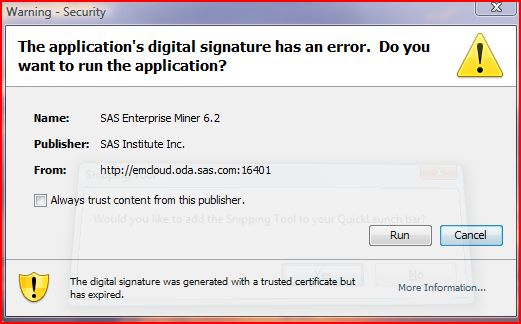 Warning - Security
The application's digital signature has an error. Do you
want to run the application?
Name: SAS Enterprise Miner 6.2
Publisher: SAS Institute Inc.
From: http://emcloud.oda.sas.com:16401
Snipping Tool
Always trust content from this publisher.
Would you like to add the Snipping Tool to your QuickLaunch bar?
Run Cancel
Yes No
The digital signature was generated with a trusted certificate but
has expired.
More Information...